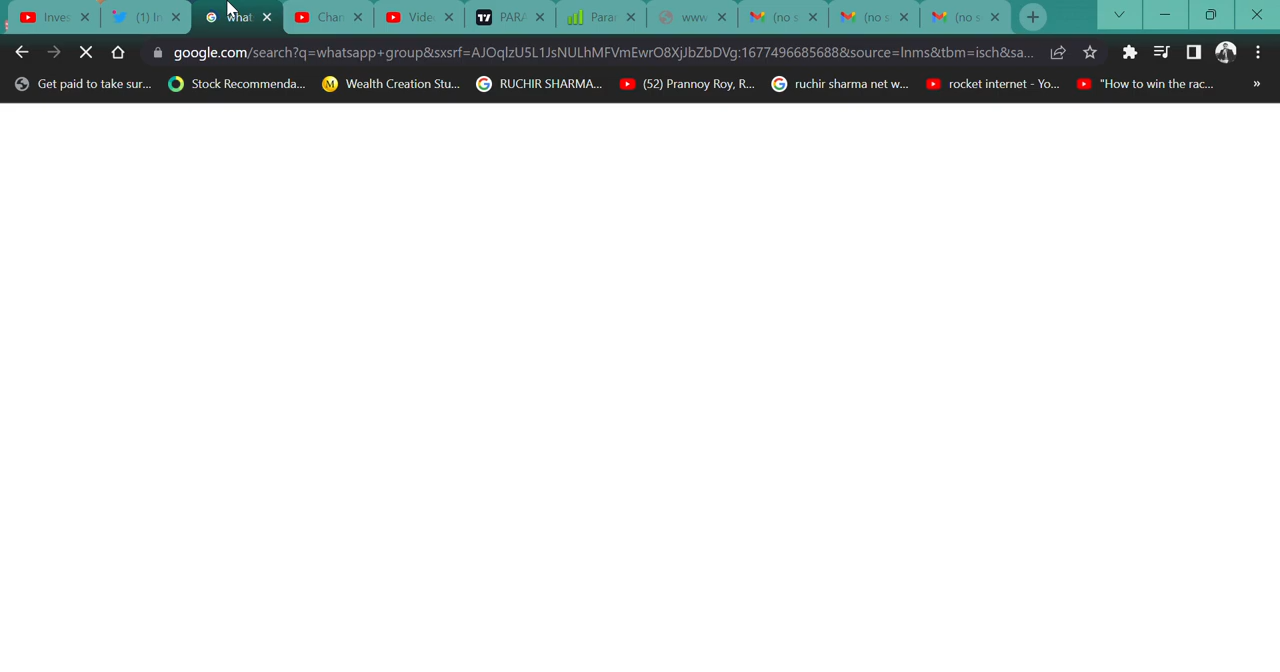 Inves (1) In what Chan Vide PARA Para www (no s (no s (no s
google.com/search?q=whatsapp+group&sxsrf=AJOqlzU5L1JsNULhMFVmEwrO8XjJbZbDVg:1677496685688&source=lnms&tbm=isch&sa...
Get paid to take sur... Stock Recommenda... M Wealth Creation Stu... RUCHIR SHARMA... (52) Prannoy Roy, R... ruchir sharma net w... rocket internet - Yo... "How to win the rac... »